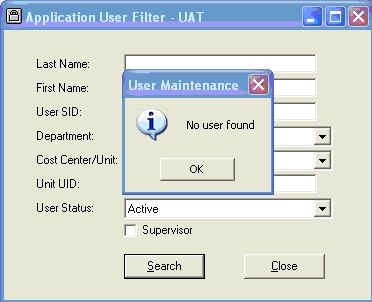 Application User Filter - UAT
Last Name:
User Maintenance
First Name:
User SID:
No user found
Department:
Cost Center/Unit:
OK
Unit UID:
User Status: Active
Supervisor
Search Close